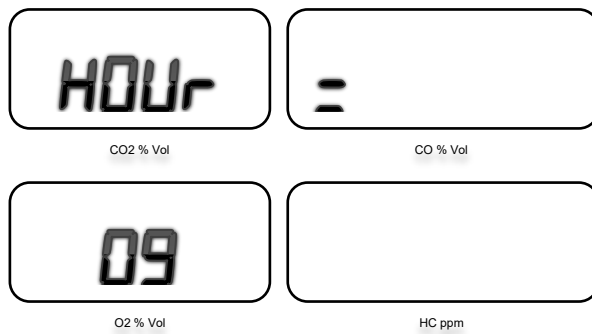 HOUr =
CO2 % Vol CO % Vol
09
O2 % Vol HC ppm